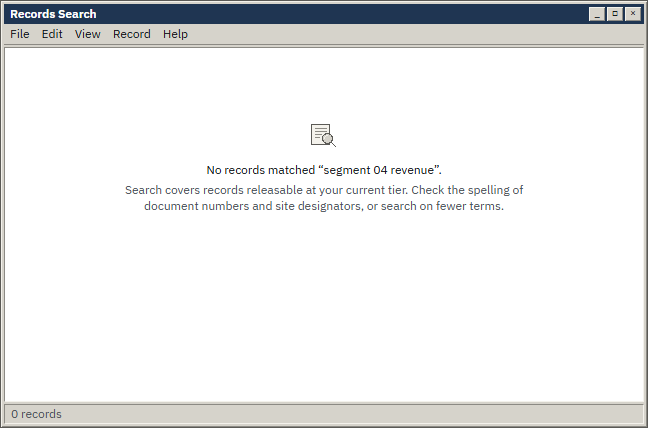 Records Search
File Edit View Record Help
No records matched “segment 04 revenue”.
Search covers records releasable at your current tier. Check the spelling of
document numbers and site designators, or search on fewer terms.
0 records